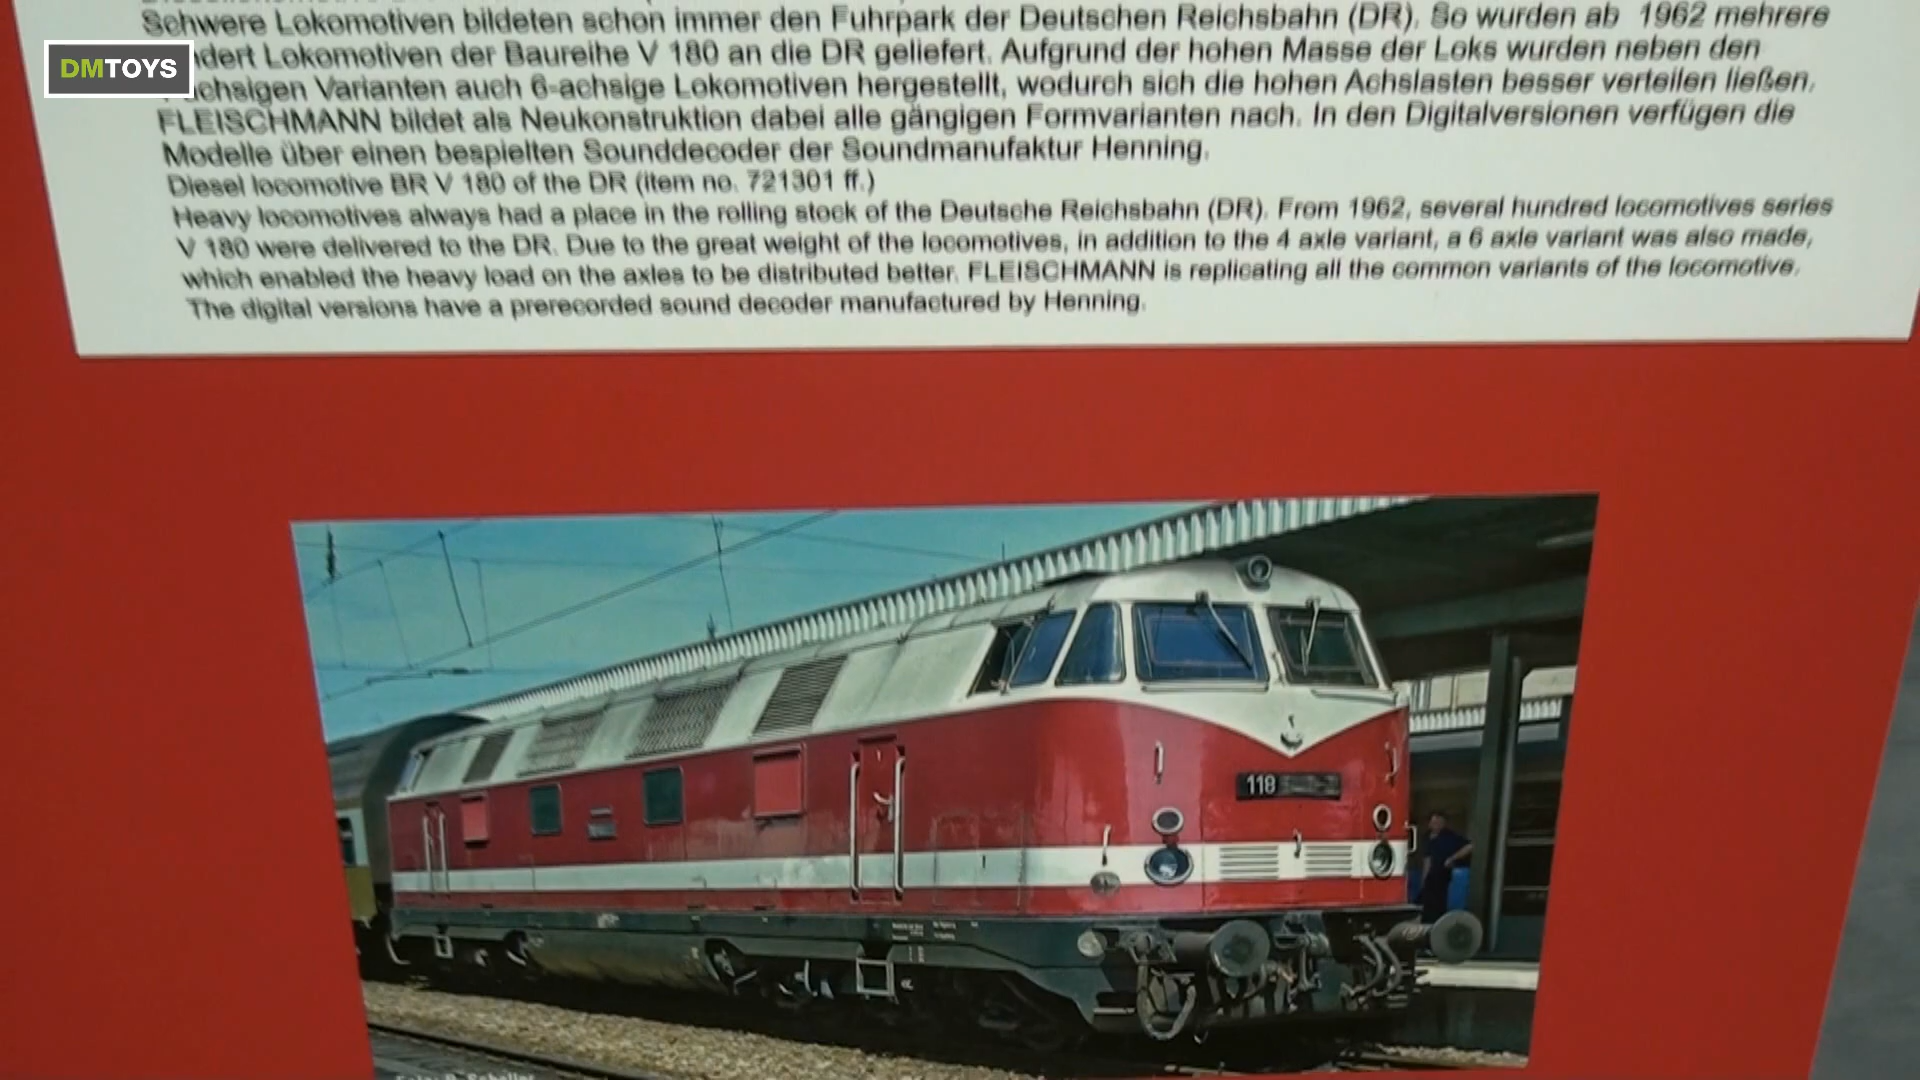 Schwere Lokomotiven bildeten schon immer den Fuhrpark der Deutschen Reichsbahn (DR). So wurden ab 1962 mehrere
DMTOYS
ndert Lokomotiven der Baureihe V 180 an die DR geliefert. Aufgrund der hohen Masse der Loks wurden neben den
achsigen Varianten auch 6-achsige Lokomotiven hergestellt, wodurch sich die hohen Achslasten besser verteilen ließen.
FLEISCHMANN bildet als Neukonstruktion dabei alle gängigen Formvarianten nach. In den Digitalversionen verfügen die
Modelle über einen bespielten Sounddecoder der Soundmanufaktur Henning.
Diesel locomotive BR V 180 of the DR (item no. 721301 ff.)
Heavy locomotives always had a place in the rolling stock of the Deutsche Reichsbahn (DR). From 1962, several hundred locomotives series
V 180 were delivered to the DR. Due to the great weight of the locomotives, in addition to the 4 axle variant, a 6 axle variant was also made,
which enabled the heavy load on the axles to be distributed better. FLEISCHMANN is replicating all the common variants of the locomotive.
The digital versions have a prerecorded sound decoder manufactured by Henning.
118